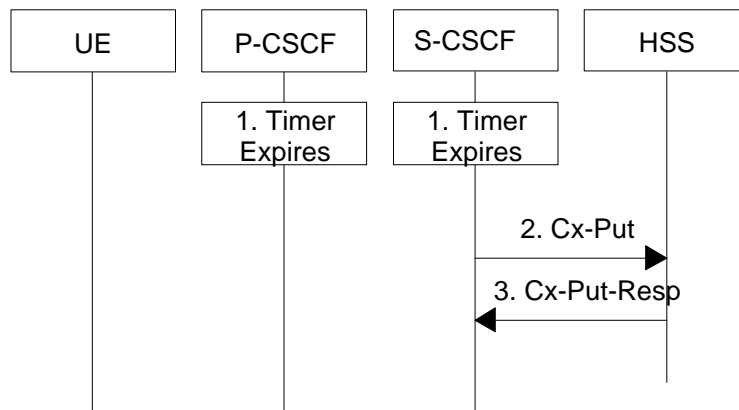 UE
P-CSCF
S-CSCF
HSS
1. Timer
Expires
1. Timer
Expires
2. Cx-Put
3. Cx-Put-Resp